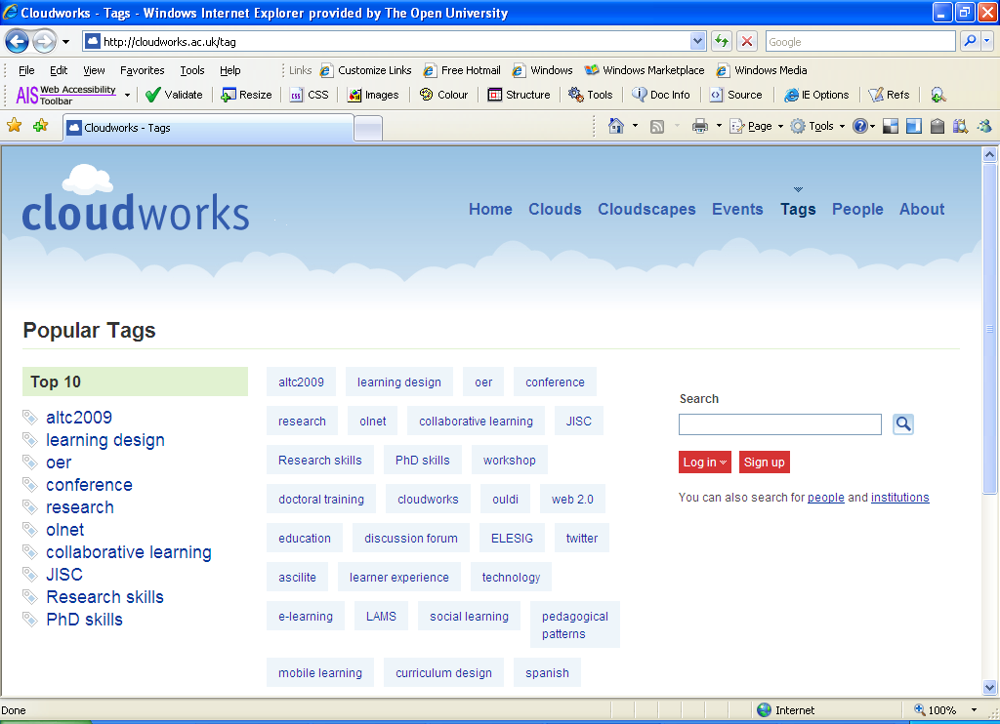 Cloudworks - Tags - Windows Internet Explorer provided by The Open University
http://cloudworks.ac.uk/tag
Google
File Edit View Favorites Tools Help Links Customize Links Free Hotmail Windows Windows Marketplace Windows Media
AIS Web Accessibility Toolbar Validate Resize CSS Images Colour Structure Tools Doc Info Source IE Options Refs
Cloudworks - Tags Page Tools
cloudworks
Home Clouds Cloudscapes Events Tags People About
Popular Tags
Top 10
altc2009
learning design
oer
conference
research
olnet
collaborative learning
JISC
Research skills
PhD skills
altc2009 learning design oer conference
research olnet collaborative learning JISC
Research skills PhD skills workshop
doctoral training cloudworks ouldi web 2.0
education discussion forum ELESIG twitter
ascilite learner experience technology
e-learning LAMS social learning pedagogical
patterns
mobile learning curriculum design spanish
Search
Log in Sign up
You can also search for people and institutions
Done Internet 100%